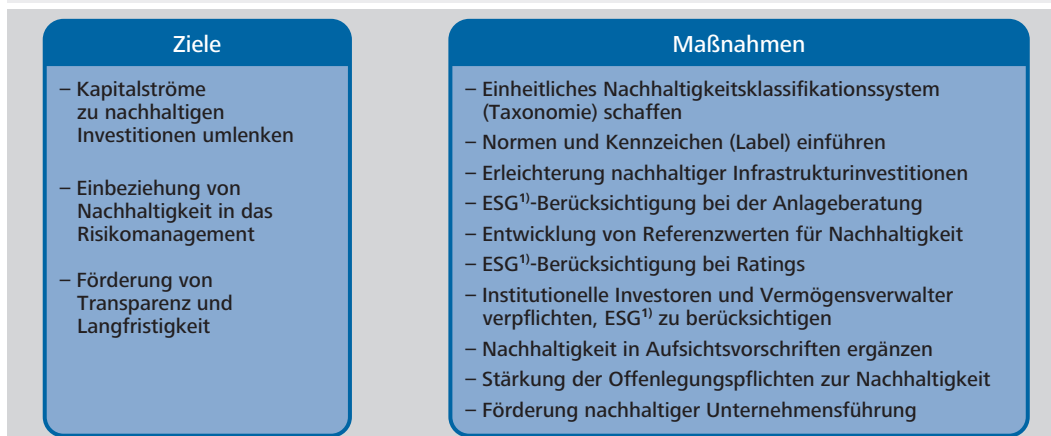 Ziele
– Kapitalströme
zu nachhaltigen
Investitionen umlenken
– Einbeziehung von
Nachhaltigkeit in das
Risikomanagement
– Förderung von
Transparenz und
Langfristigkeit
Maßnahmen
– Einheitliches Nachhaltigkeitsklassifikationssystem
(Taxonomie) schaffen
– Normen und Kennzeichen (Label) einführen
– Erleichterung nachhaltiger Infrastrukturinvestitionen
– ESG¹⁾-Berücksichtigung bei der Anlageberatung
– Entwicklung von Referenzwerten für Nachhaltigkeit
– ESG¹⁾-Berücksichtigung bei Ratings
– Institutionelle Investoren und Vermögensverwalter
verpflichten, ESG¹⁾ zu berücksichtigen
– Nachhaltigkeit in Aufsichtsvorschriften ergänzen
– Stärkung der Offenlegungspflichten zur Nachhaltigkeit
– Förderung nachhaltiger Unternehmensführung